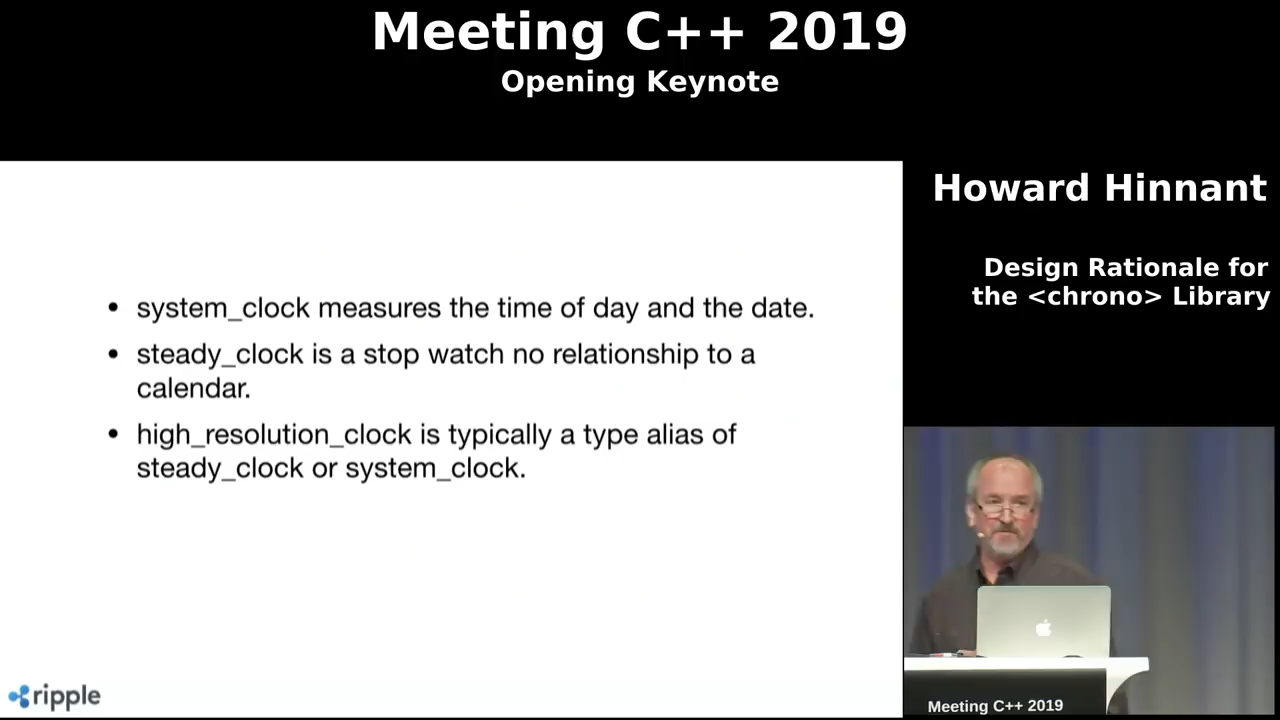 Meeting C++ 2019
Opening Keynote
Howard Hinnant
Design Rationale for
the <chrono> Library
• system_clock measures the time of day and the date.
• steady_clock is a stop watch no relationship to a
calendar.
• high_resolution_clock is typically a type alias of
steady_clock or system_clock.
ripple
Meeting C++ 2019